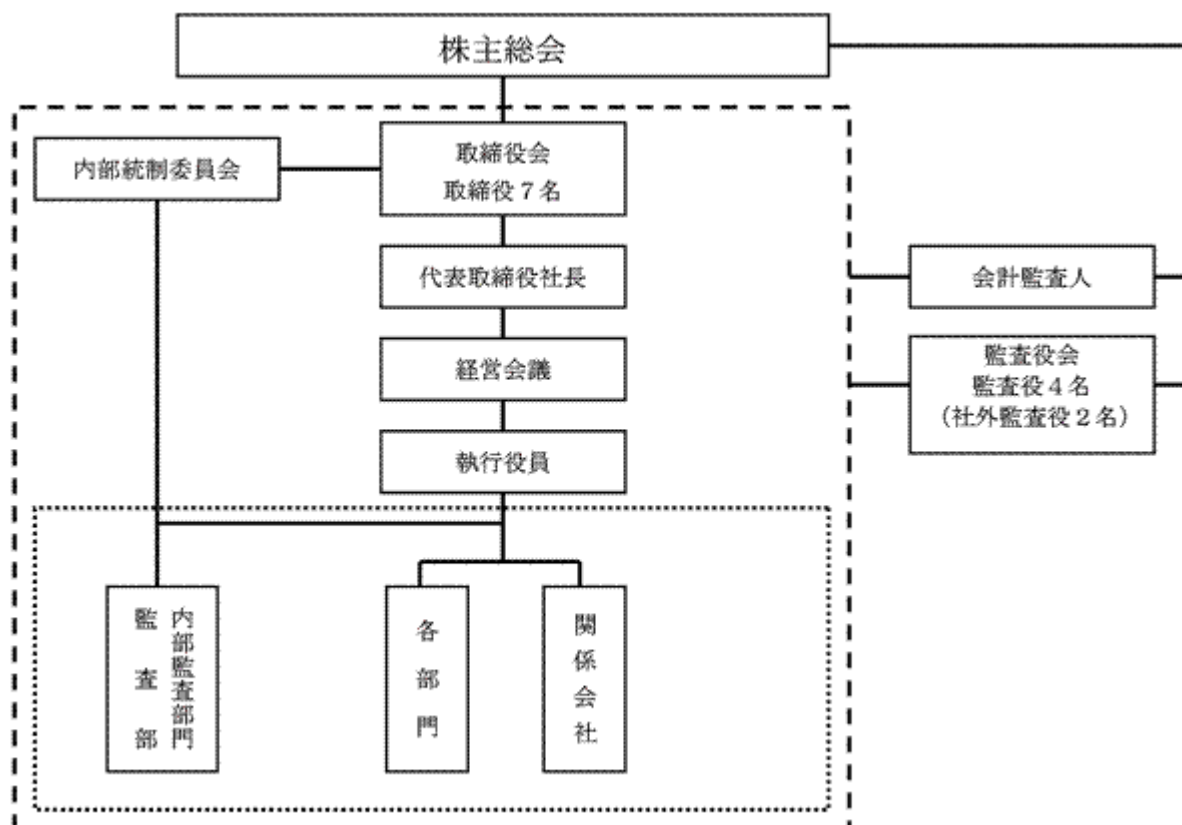 株主総会
内部統制委員会
取締役会
取締役７名
代表取締役社長
会計監査人
経営会議
監査役会
監査役４名
（社外監査役２名）
執行役員
内部監査部門
監査部
各部門
関係会社